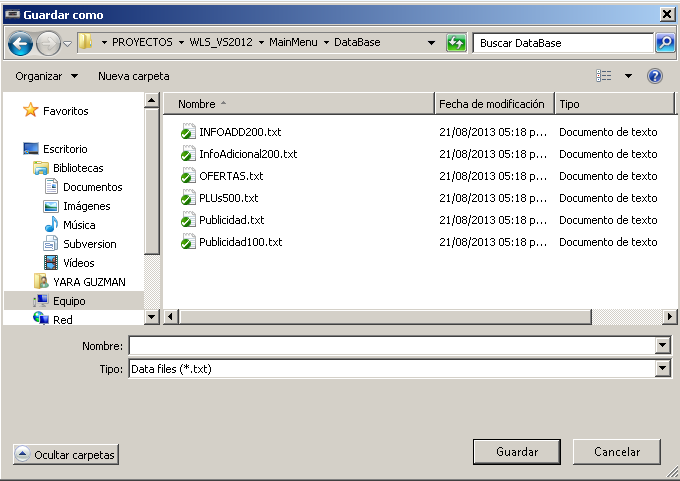 Guardar como
PROYECTOS WLS_VS2012 MainMenu DataBase
Buscar DataBase
Organizar Nueva carpeta
Favoritos
Escritorio
Bibliotecas
Documentos
Imágenes
Música
Subversion
Vídeos
YARA GUZMAN
Equipo
Red
Nombre Fecha de modificación Tipo
INFOADD200.txt 21/08/2013 05:18 p... Documento de texto
InfoAdicional200.txt 21/08/2013 05:18 p... Documento de texto
OFERTAS.txt 21/08/2013 05:18 p... Documento de texto
PLUs500.txt 21/08/2013 05:18 p... Documento de texto
Publicidad.txt 21/08/2013 05:18 p... Documento de texto
Publicidad100.txt 21/08/2013 05:18 p... Documento de texto
Nombre:
Tipo: Data files (*.txt)
Ocultar carpetas
Guardar Cancelar